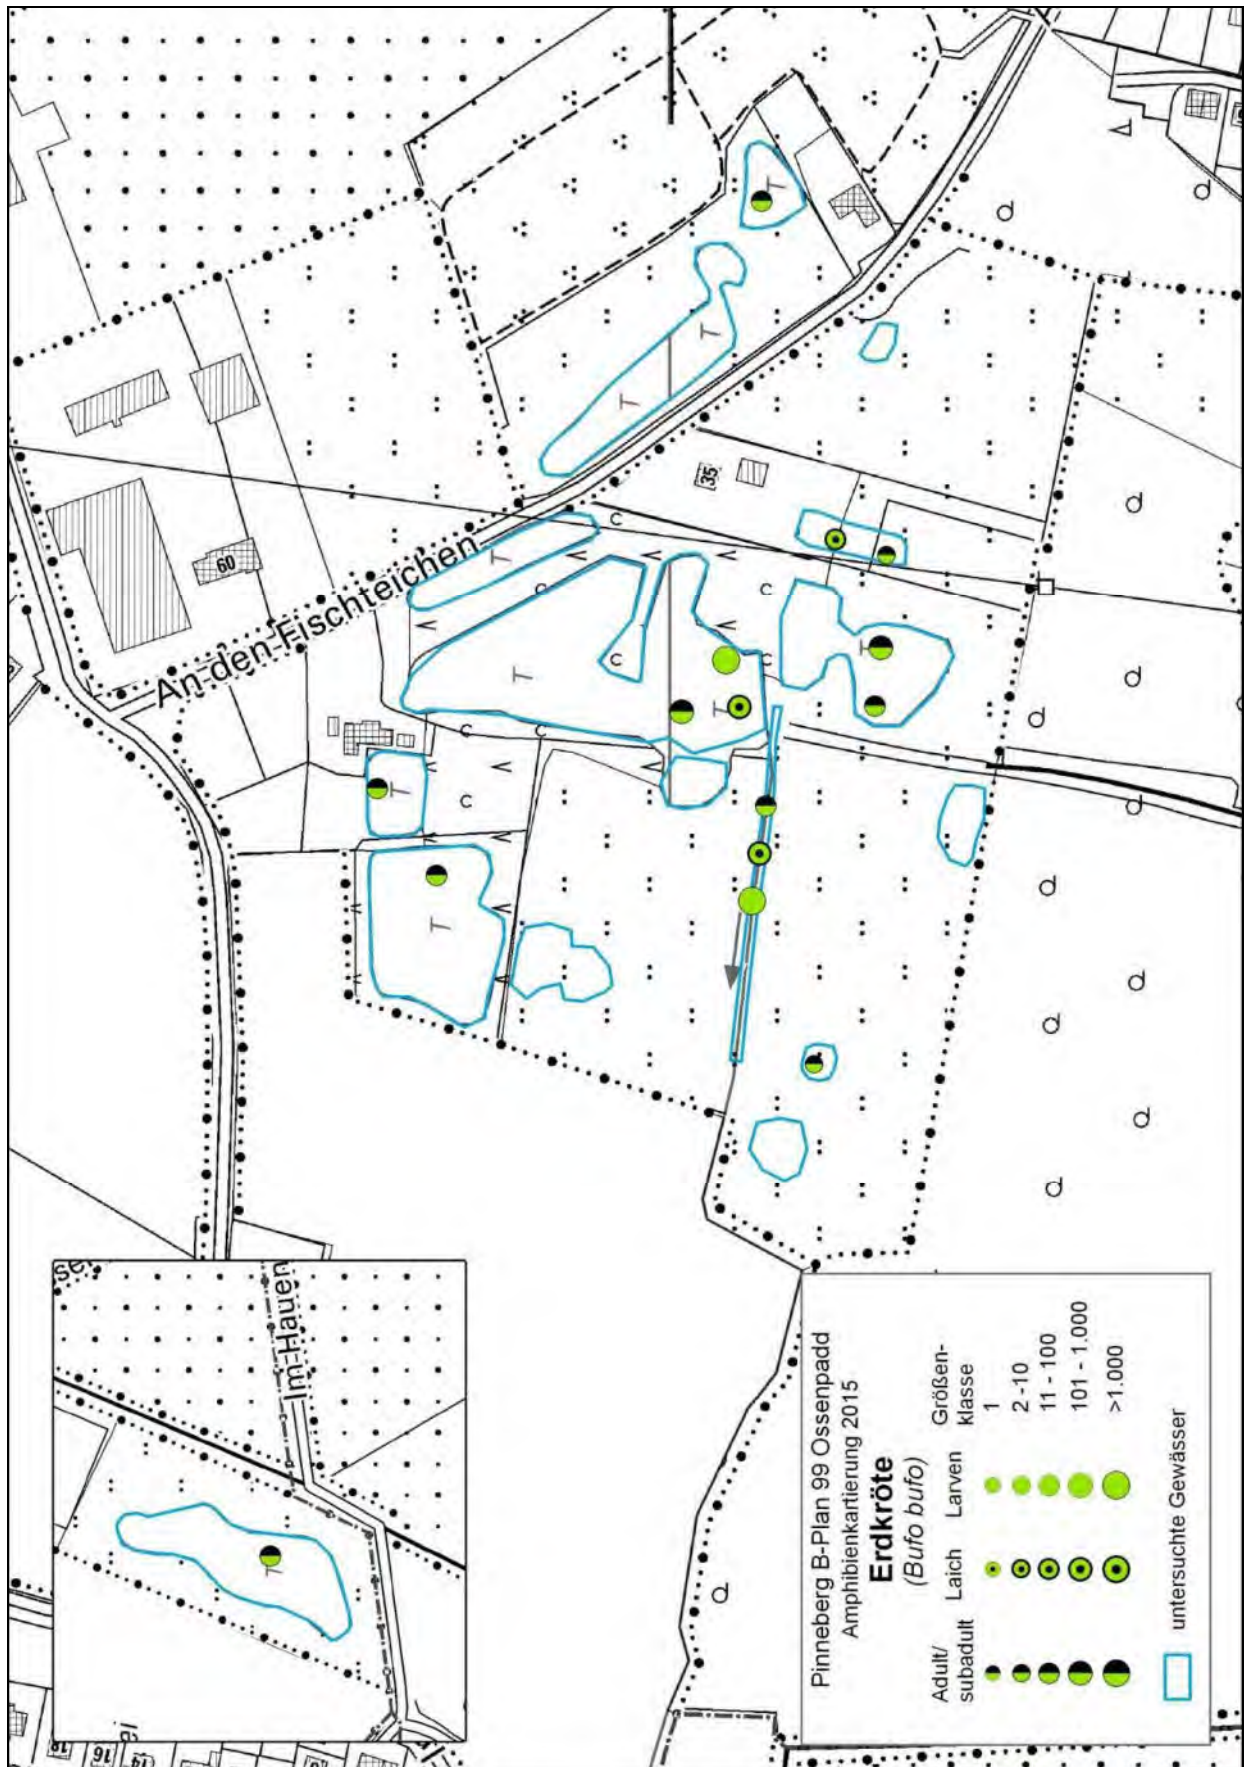 An den Fischteichen
60
35
Im Hauen
16
Pinneberg B-Plan 99 Ossenpadd
Amphibienkartierung 2015
Erdkröte
(Bufo bufo)
Adult/
subadult
Laich
Larven
Größen-
klasse
1
2 -10
11 - 100
101 - 1.000
>1.000
untersuchte Gewässer